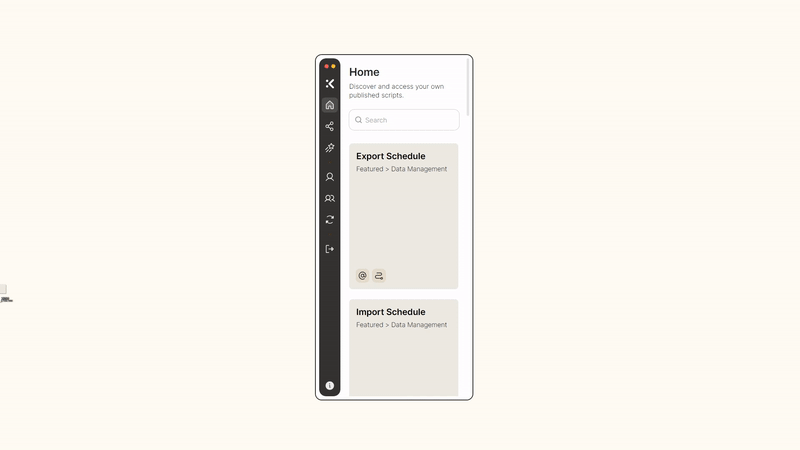 Home
Discover and access your own
published scripts.
Search
Export Schedule
Featured > Data Management
Import Schedule
Featured > Data Management